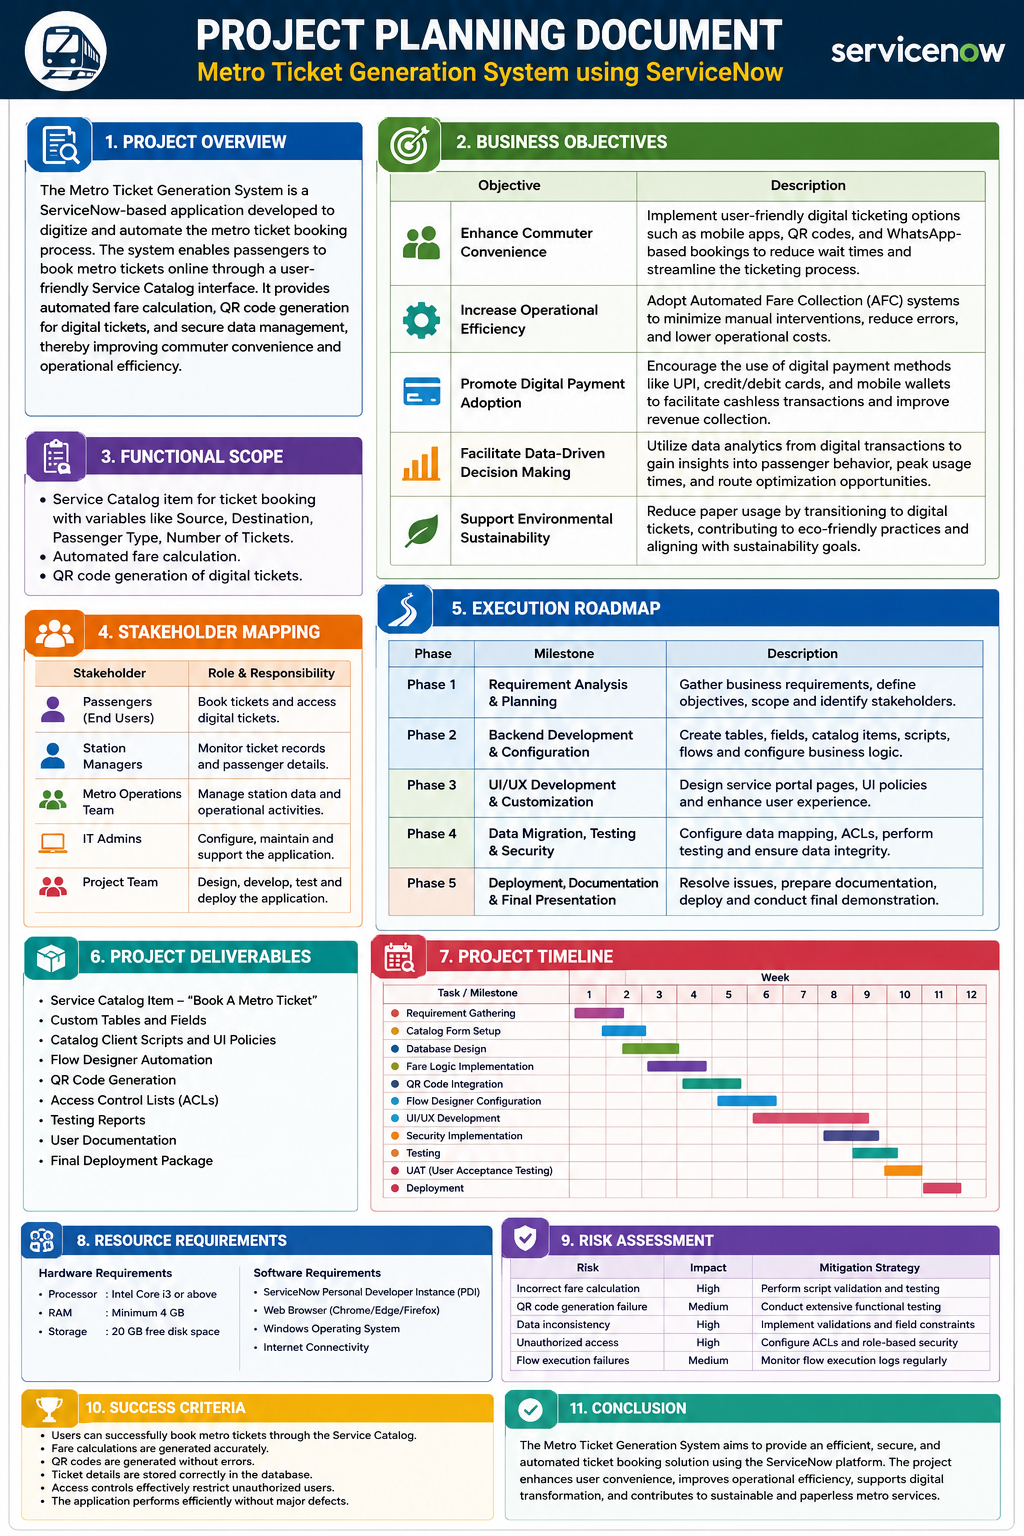 PROJECT PLANNING DOCUMENT
Metro Ticket Generation System using ServiceNow
servicenow
1. PROJECT OVERVIEW
The Metro Ticket Generation System is a
ServiceNow-based application developed to
digitize and automate the metro ticket booking
process. The system enables passengers to
book metro tickets online through a user-
friendly Service Catalog interface. It provides
automated fare calculation, QR code generation
for digital tickets, and secure data management,
thereby improving commuter convenience and
operational efficiency.
2. BUSINESS OBJECTIVES
Objective Description
Enhance Commuter
Convenience
Implement user-friendly digital ticketing options
such as mobile apps, QR codes, and WhatsApp-
based bookings to reduce wait times and
streamline the ticketing process.
Increase Operational
Efficiency
Adopt Automated Fare Collection (AFC) systems
to minimize manual interventions, reduce errors,
and lower operational costs.
Promote Digital Payment
Adoption
Encourage the use of digital payment methods
like UPI, credit/debit cards, and mobile wallets
to facilitate cashless transactions and improve
revenue collection.
Facilitate Data-Driven
Decision Making
Utilize data analytics from digital transactions to
gain insights into passenger behavior, peak usage
times, and route optimization opportunities.
Support Environmental
Sustainability
Reduce paper usage by transitioning to digital
tickets, contributing to eco-friendly practices and
aligning with sustainability goals.
3. FUNCTIONAL SCOPE
• Service Catalog item for ticket booking
with variables like Source, Destination,
Passenger Type, Number of Tickets.
• Automated fare calculation.
• QR code generation of digital tickets.
4. STAKEHOLDER MAPPING
Stakeholder Role & Responsibility
Passengers
(End Users)
Book tickets and access
digital tickets.
Station
Managers
Monitor ticket records
and passenger details.
Metro Operations
Team
Manage station data and
operational activities.
IT Admins
Configure, maintain and
support the application.
Project Team
Design, develop, test and
deploy the application.
5. EXECUTION ROADMAP
Phase Milestone Description
Phase 1
Requirement Analysis
& Planning
Gather business requirements, define
objectives, scope and identify stakeholders.
Phase 2
Backend Development
& Configuration
Create tables, fields, catalog items, scripts,
flows and configure business logic.
Phase 3
UI/UX Development
& Customization
Design service portal pages, UI policies
and enhance user experience.
Phase 4
Data Migration, Testing
& Security
Configure data mapping, ACLs, perform
testing and ensure data integrity.
Phase 5
Deployment, Documentation
& Final Presentation
Resolve issues, prepare documentation,
deploy and conduct final demonstration.
6. PROJECT DELIVERABLES
• Service Catalog Item – “Book A Metro Ticket”
• Custom Tables and Fields
• Catalog Client Scripts and UI Policies
• Flow Designer Automation
• QR Code Generation
• Access Control Lists (ACLs)
• Testing Reports
• User Documentation
• Final Deployment Package
7. PROJECT TIMELINE
Week
Task / Milestone 1 2 3 4 5 6 7 8 9 10 11 12
Requirement Gathering
Catalog Form Setup
Database Design
Fare Logic Implementation
QR Code Integration
Flow Designer Configuration
UI/UX Development
Security Implementation
Testing
UAT (User Acceptance Testing)
Deployment
8. RESOURCE REQUIREMENTS
Hardware Requirements
• Processor : Intel Core i3 or above
• RAM : Minimum 4 GB
• Storage : 20 GB free disk space
Software Requirements
• ServiceNow Personal Developer Instance (PDI)
• Web Browser (Chrome/Edge/Firefox)
• Windows Operating System
• Internet Connectivity
9. RISK ASSESSMENT
Risk Impact Mitigation Strategy
Incorrect fare calculation High Perform script validation and testing
QR code generation failure Medium Conduct extensive functional testing
Data inconsistency High Implement validations and field constraints
Unauthorized access High Configure ACLs and role-based security
Flow execution failures Medium Monitor flow execution logs regularly
10. SUCCESS CRITERIA
• Users can successfully book metro tickets through the Service Catalog.
• Fare calculations are generated accurately.
• QR codes are generated without errors.
• Ticket details are stored correctly in the database.
• Access controls effectively restrict unauthorized users.
• The application performs efficiently without major defects.
11. CONCLUSION
The Metro Ticket Generation System aims to provide an efficient, secure, and
automated ticket booking solution using the ServiceNow platform. The project
enhances user convenience, improves operational efficiency, supports digital
transformation, and contributes to sustainable and paperless metro services.